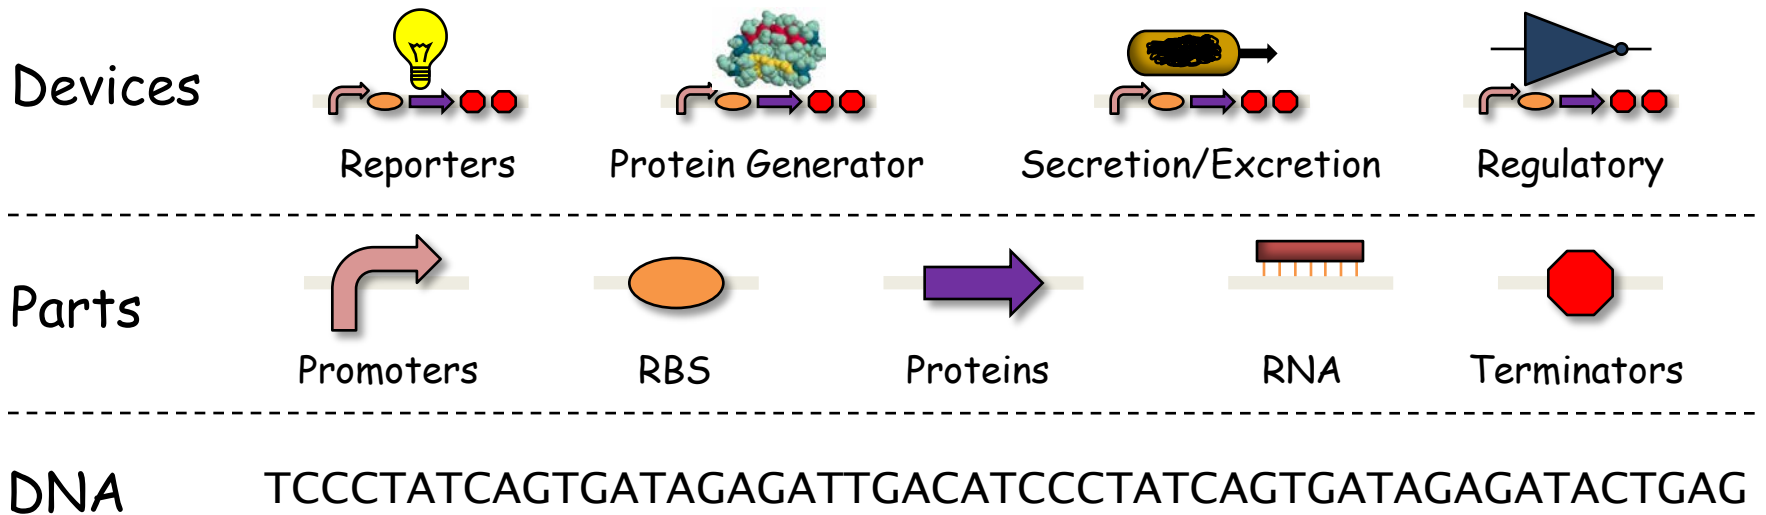 Devices
Reporters Protein Generator Secretion/Excretion Regulatory
Parts
Promoters RBS Proteins RNA Terminators
DNA TCCCTATCAGTGATAGAGATTGACATCCCTATCAGTGATAGAGATACTGAG